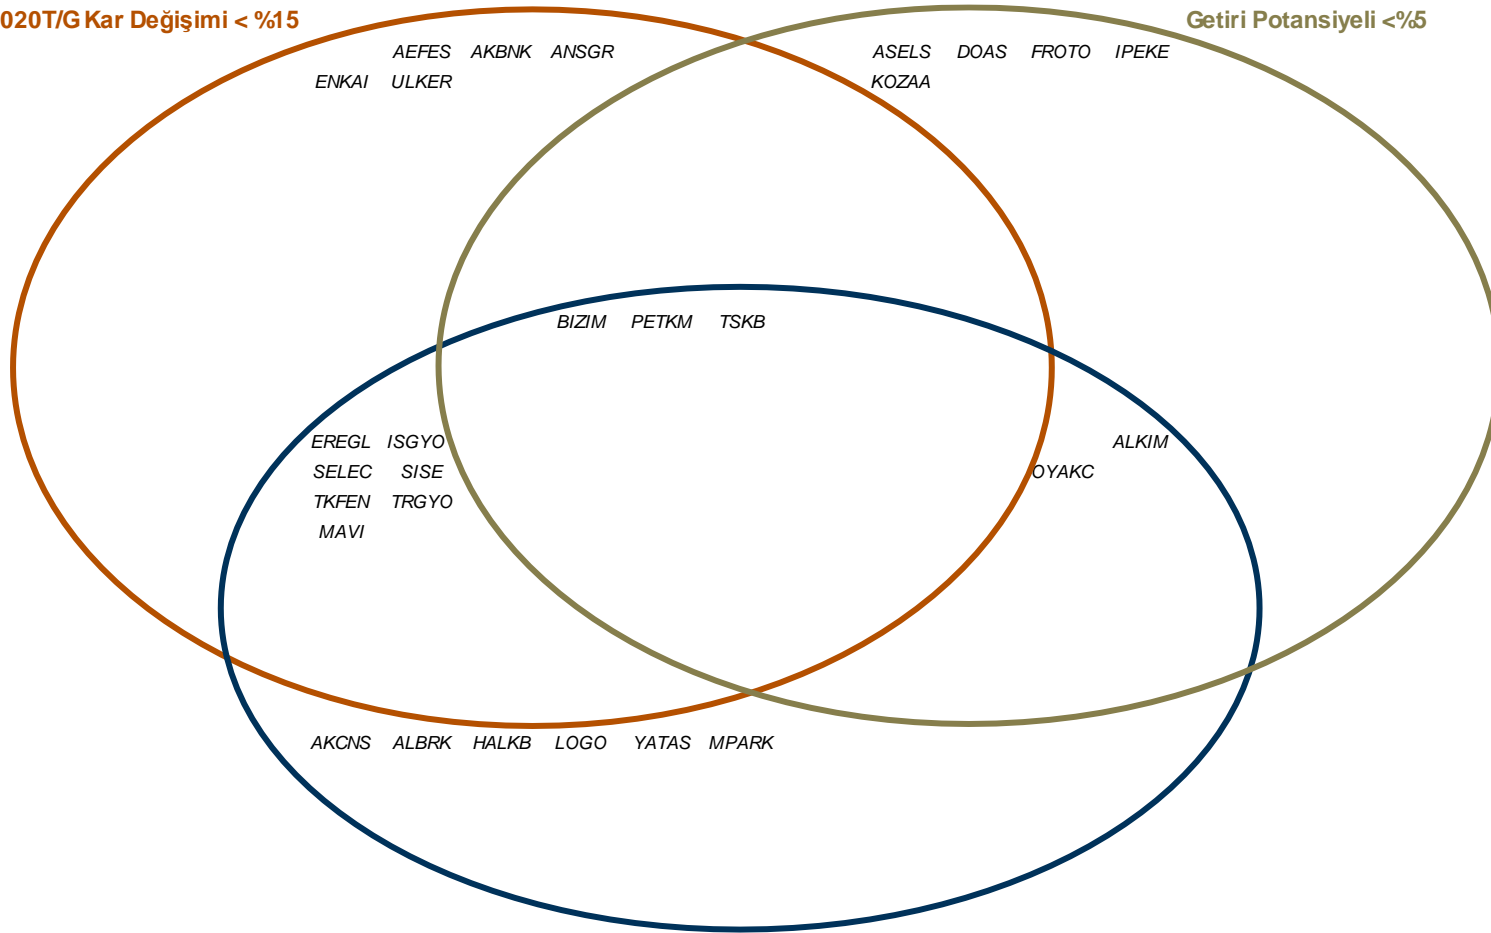 020T/G Kar Değişimi < %15
Getiri Potansiyeli <%5
AEFES AKBNK ANSGR
ENKAI ULKER
ASELS DOAS FROTO IPEKE
KOZAA
BIZIM PETKM TSKB
EREGL ISGYO
SELEC SISE
TKFEN TRGYO
MAVI
ALKIM
OYAKC
AKCNS ALBRK HALKB LOGO YATAS MPARK